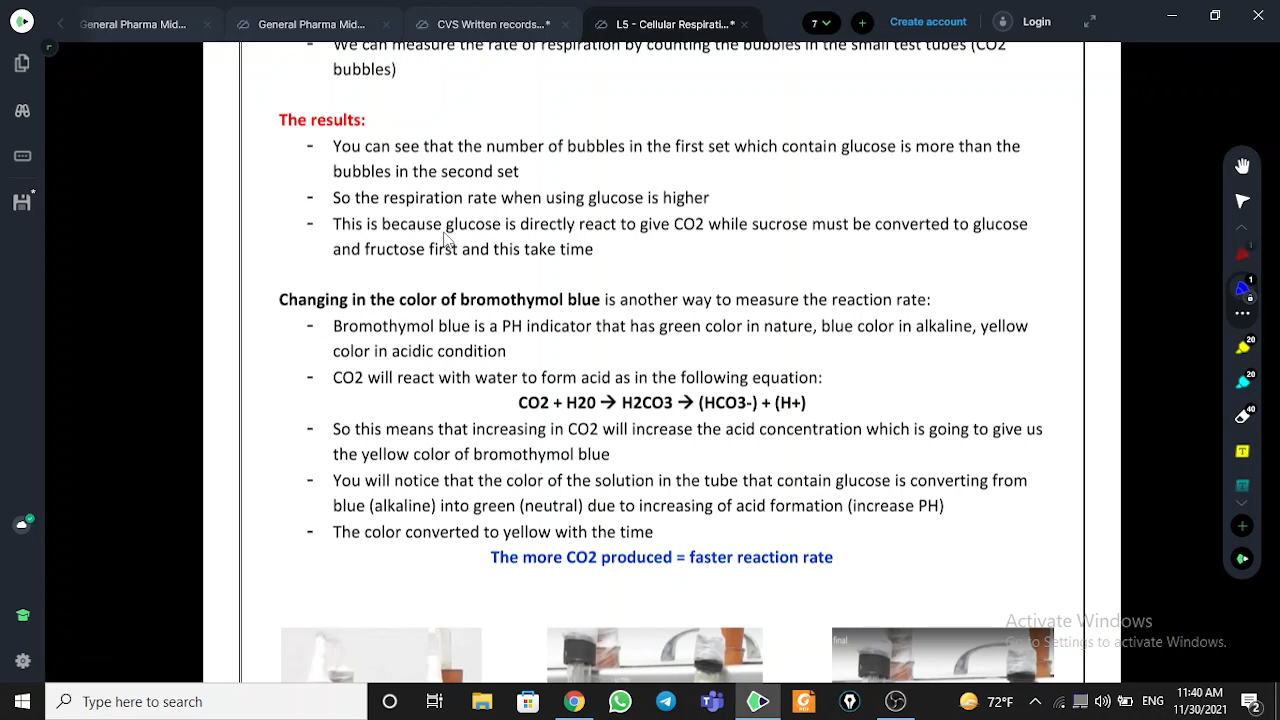 General Pharma Mid...
General Pharma Mid...
CVS Written records...*
L5 - Cellular Respirati...*
7
Create account
Login
- We can measure the rate of respiration by counting the bubbles in the small test tubes (CO2
bubbles)
The results:
- You can see that the number of bubbles in the first set which contain glucose is more than the
bubbles in the second set
- So the respiration rate when using glucose is higher
- This is because glucose is directly react to give CO2 while sucrose must be converted to glucose
and fructose first and this take time
Changing in the color of bromothymol blue is another way to measure the reaction rate:
- Bromothymol blue is a PH indicator that has green color in nature, blue color in alkaline, yellow
color in acidic condition
- CO2 will react with water to form acid as in the following equation:
CO2 + H20 → H2CO3 → (HCO3-) + (H+)
- So this means that increasing in CO2 will increase the acid concentration which is going to give us
the yellow color of bromothymol blue
- You will notice that the color of the solution in the tube that contain glucose is converting from
blue (alkaline) into green (neutral) due to increasing of acid formation (increase PH)
- The color converted to yellow with the time
The more CO2 produced = faster reaction rate
final
1
1
20
20
40
T
T
Activate Windows
Go to Settings to activate Windows.
Type here to search
72°F
ENG
11:40 AM
11/30/2021
2